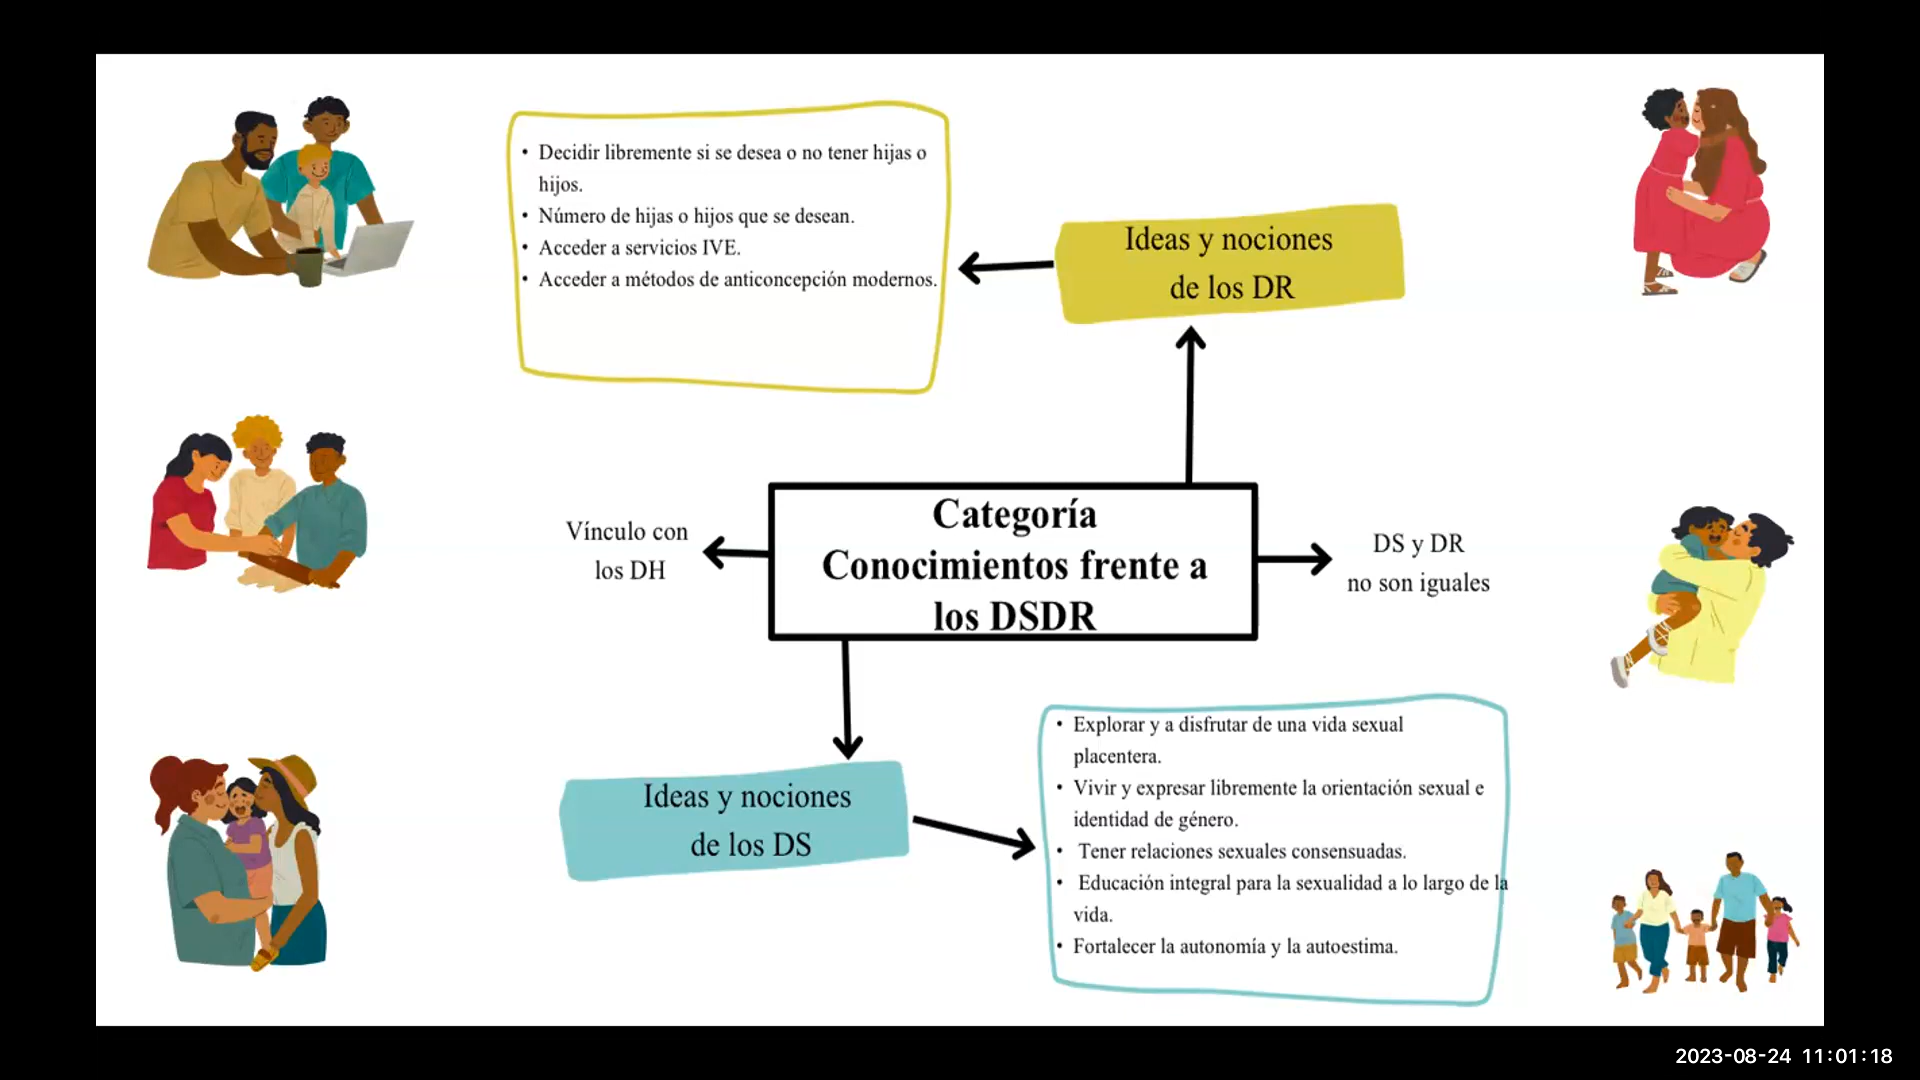 • Decidir libremente si se desea o no tener hijas o
hijos.
• Número de hijas o hijos que se desean.
• Acceder a servicios IVE.
• Acceder a métodos de anticoncepción modernos.
Ideas y nociones
de los DR
Categoría
Conocimientos frente a
los DSDR
Vínculo con
los DH
DS y DR
no son iguales
Ideas y nociones
de los DS
• Explorar y a disfrutar de una vida sexual
placentera.
• Vivir y expresar libremente la orientación sexual e
identidad de género.
• Tener relaciones sexuales consensuadas.
• Educación integral para la sexualidad a lo largo de la
vida.
• Fortalecer la autonomía y la autoestima.
2023-08-24 11:01:18